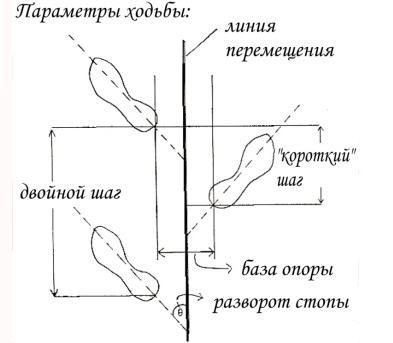 Параметры ходьбы:
линия
перемещения
"короткий"
шаг
двойной шаг
база опоры
разворот стопы
θ